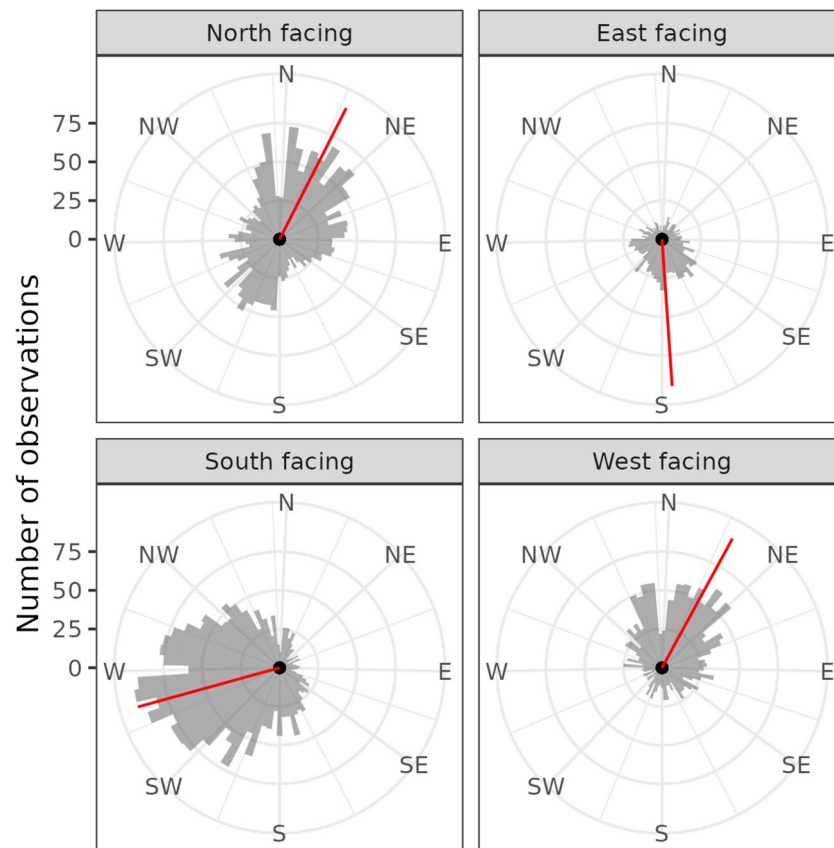 North facing
East facing
N
N
75
NW
NE
NW
NE
50
25
0
W
E
W
E
SW
SE
SW
SE
S
S
Number of observations
South facing
West facing
N
N
75
NW
NE
NW
NE
50
25
0
W
E
W
E
SW
SE
SW
SE
S
S